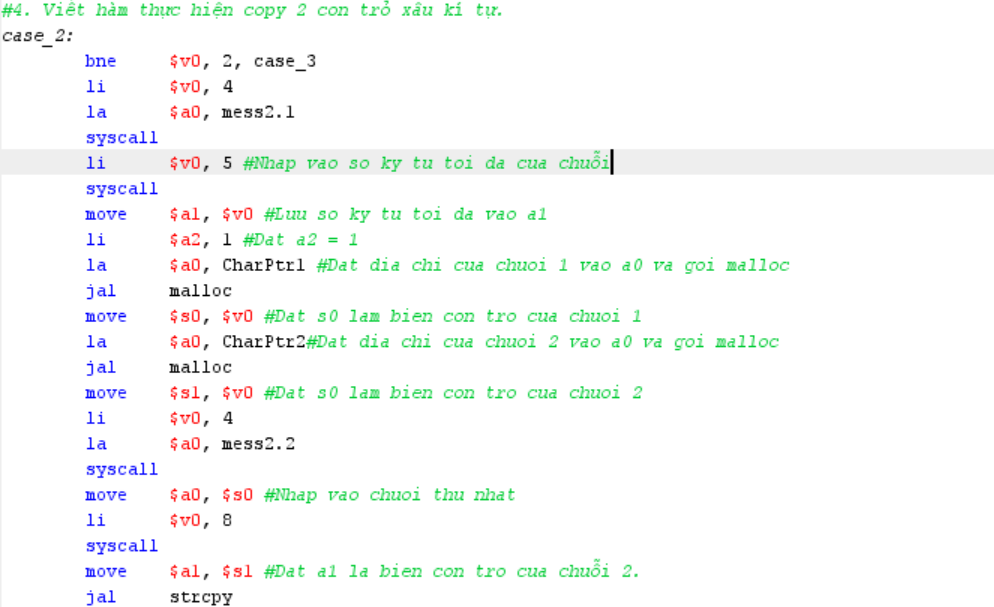 #4. Viết hàm thực hiện copy 2 con trỏ xâu kí tự.
case_2:
bne $v0, 2, case_3
li $v0, 4
la $a0, mess2.1
syscall
li $v0, 5 #Nhap vao so ky tu toi da cua chuỗi
syscall
move $a1, $v0 #Luu so ky tu toi da vao a1
li $a2, 1 #Dat a2 = 1
la $a0, CharPtr1 #Dat dia chi cua chuoi 1 vao a0 va goi malloc
jal malloc
move $s0, $v0 #Dat s0 lam bien con tro cua chuoi 1
la $a0, CharPtr2#Dat dia chi cua chuoi 2 vao a0 va goi malloc
jal malloc
move $s1, $v0 #Dat s0 lam bien con tro cua chuoi 2
li $v0, 4
la $a0, mess2.2
syscall
move $a0, $s0 #Nhap vao chuoi thu nhat
li $v0, 8
syscall
move $a1, $s1 #Dat a1 la bien con tro cua chuỗi 2.
jal strcpy